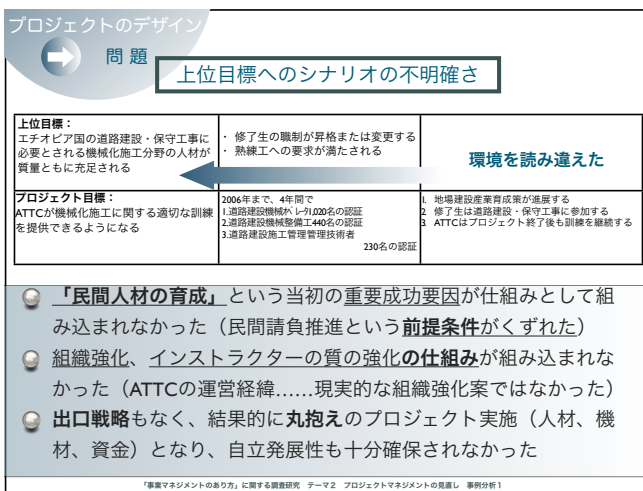 プロジェクトのデザイン
問 題
上位目標へのシナリオの不明確さ
上位目標：
エチオピア国の道路建設・保守工事に
必要とされる機械化施工分野の人材が
質量ともに充足される
・ 修了生の職制が昇格または変更する
・ 熟練工への要求が満たされる
環境を読み違えた
プロジェクト目標：
ATTCが機械化施工に関する適切な訓練
を提供できるようになる
2006年まで、4年間で
1.道路建設機械ｵﾍﾟﾚｰﾀ1,020名の認証
2.道路建設機械整備工440名の認証
3.道路建設施工管理管理技術者
230名の認証
1. 地場建設産業育成策が進展する
2. 修了生は道路建設・保守工事に参加する
3. ATTCはプロジェクト終了後も訓練を継続する
「民間人材の育成」という当初の重要成功要因が仕組みとして組
み込まれなかった（民間請負推進という前提条件がくずれた）
組織強化、インストラクターの質の強化の仕組みが組み込まれな
かった（ATTCの運営経緯……現実的な組織強化案ではなかった）
出口戦略もなく、結果的に丸抱えのプロジェクト実施（人材、機
材、資金）となり、自立発展性も十分確保されなかった
「事業マネジメントのあり方」に関する調査研究 テーマ2 プロジェクトマネジメントの見直し 事例分析1